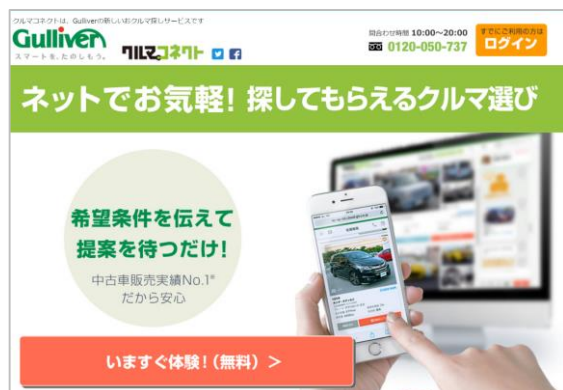 クルマコネクトは、Gulliverの新しいおクルマ探しサービスです
Gulliver
スマートを、たのしもう。
クルマコネクト
問合わせ時間 10:00〜20:00
0120-050-737
すでにご利用の方は
ログイン
ネットでお気軽! 探してもらえるクルマ選び
希望条件を伝えて
提案を待つだけ!
中古車販売実績No.1※
だから安心
いますぐ体験!(無料) >